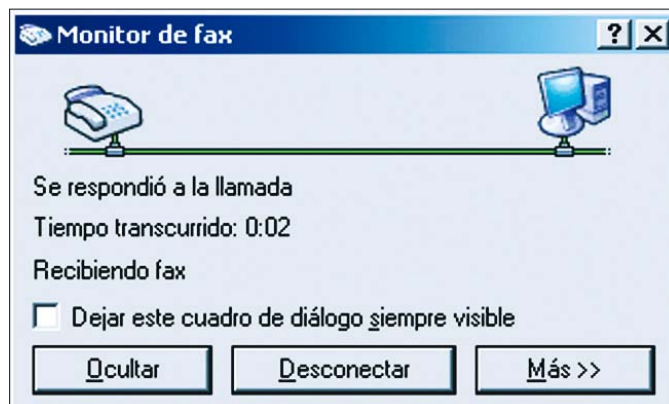 Monitor de fax
Se respondió a la llamada
Tiempo transcurrido: 0:02
Recibiendo fax
Dejar este cuadro de diálogo siempre visible
Ocultar Desconectar Más >>